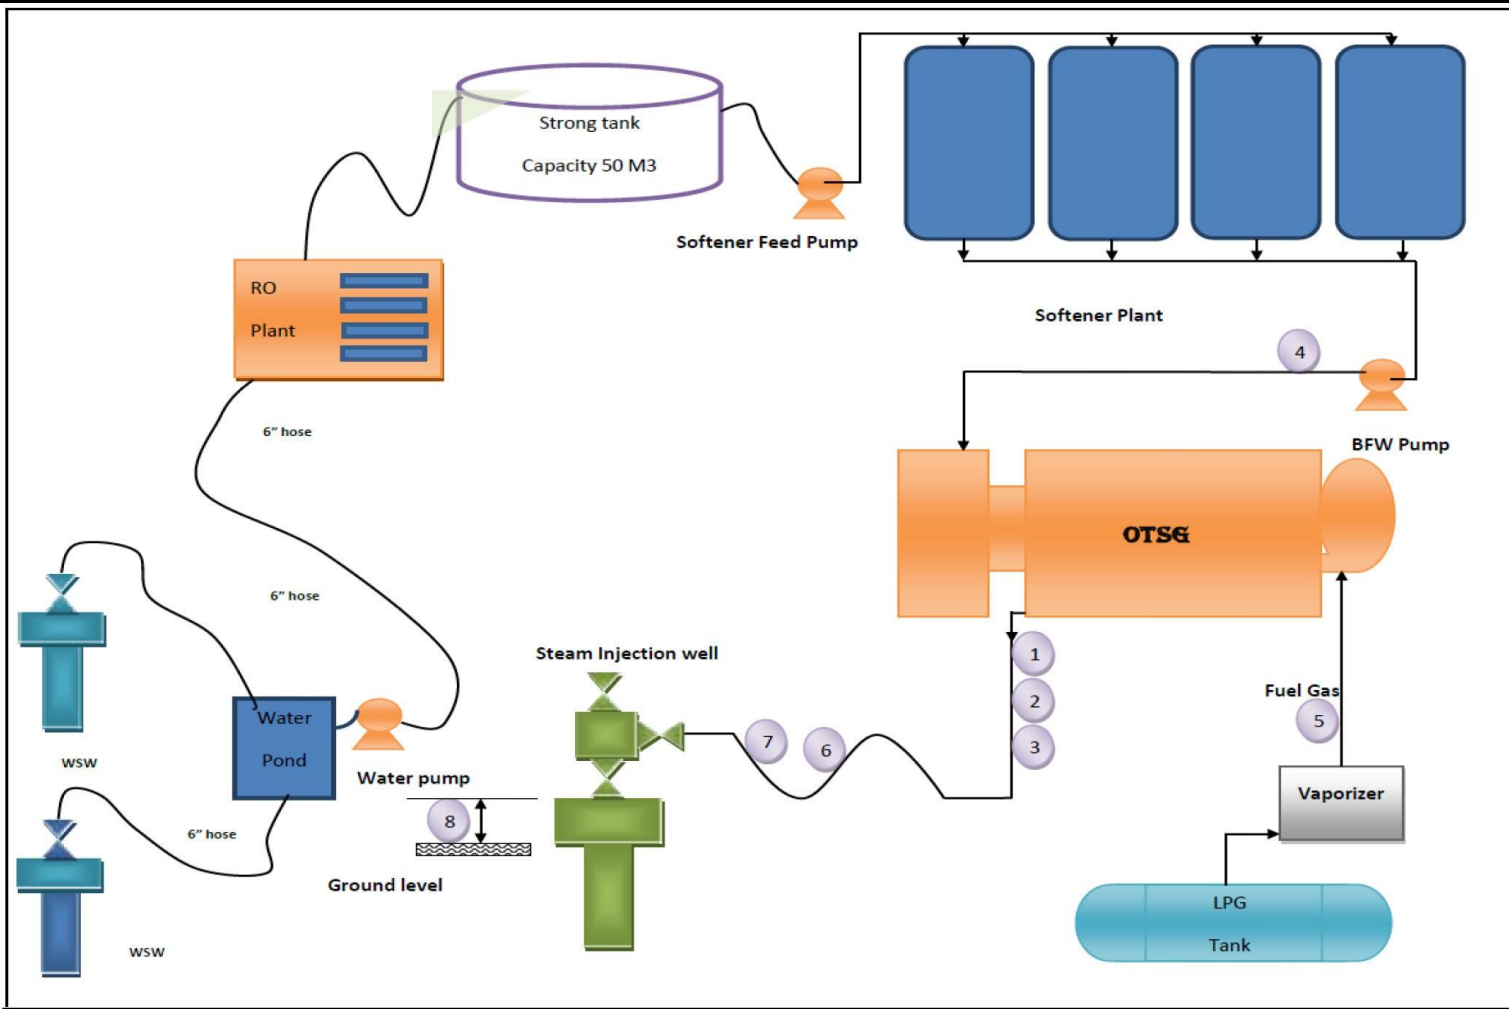 Strong tank
Capacity 50 M3
Softener Feed Pump
RO
Plant
Softener Plant
4
BFW Pump
6” hose
OTSG
6” hose
Steam Injection well
1
2
3
Fuel Gas
5
7
6
Water
Pond
WSW
Water pump
Vaporizer
8
6” hose
Ground level
LPG
Tank
WSW